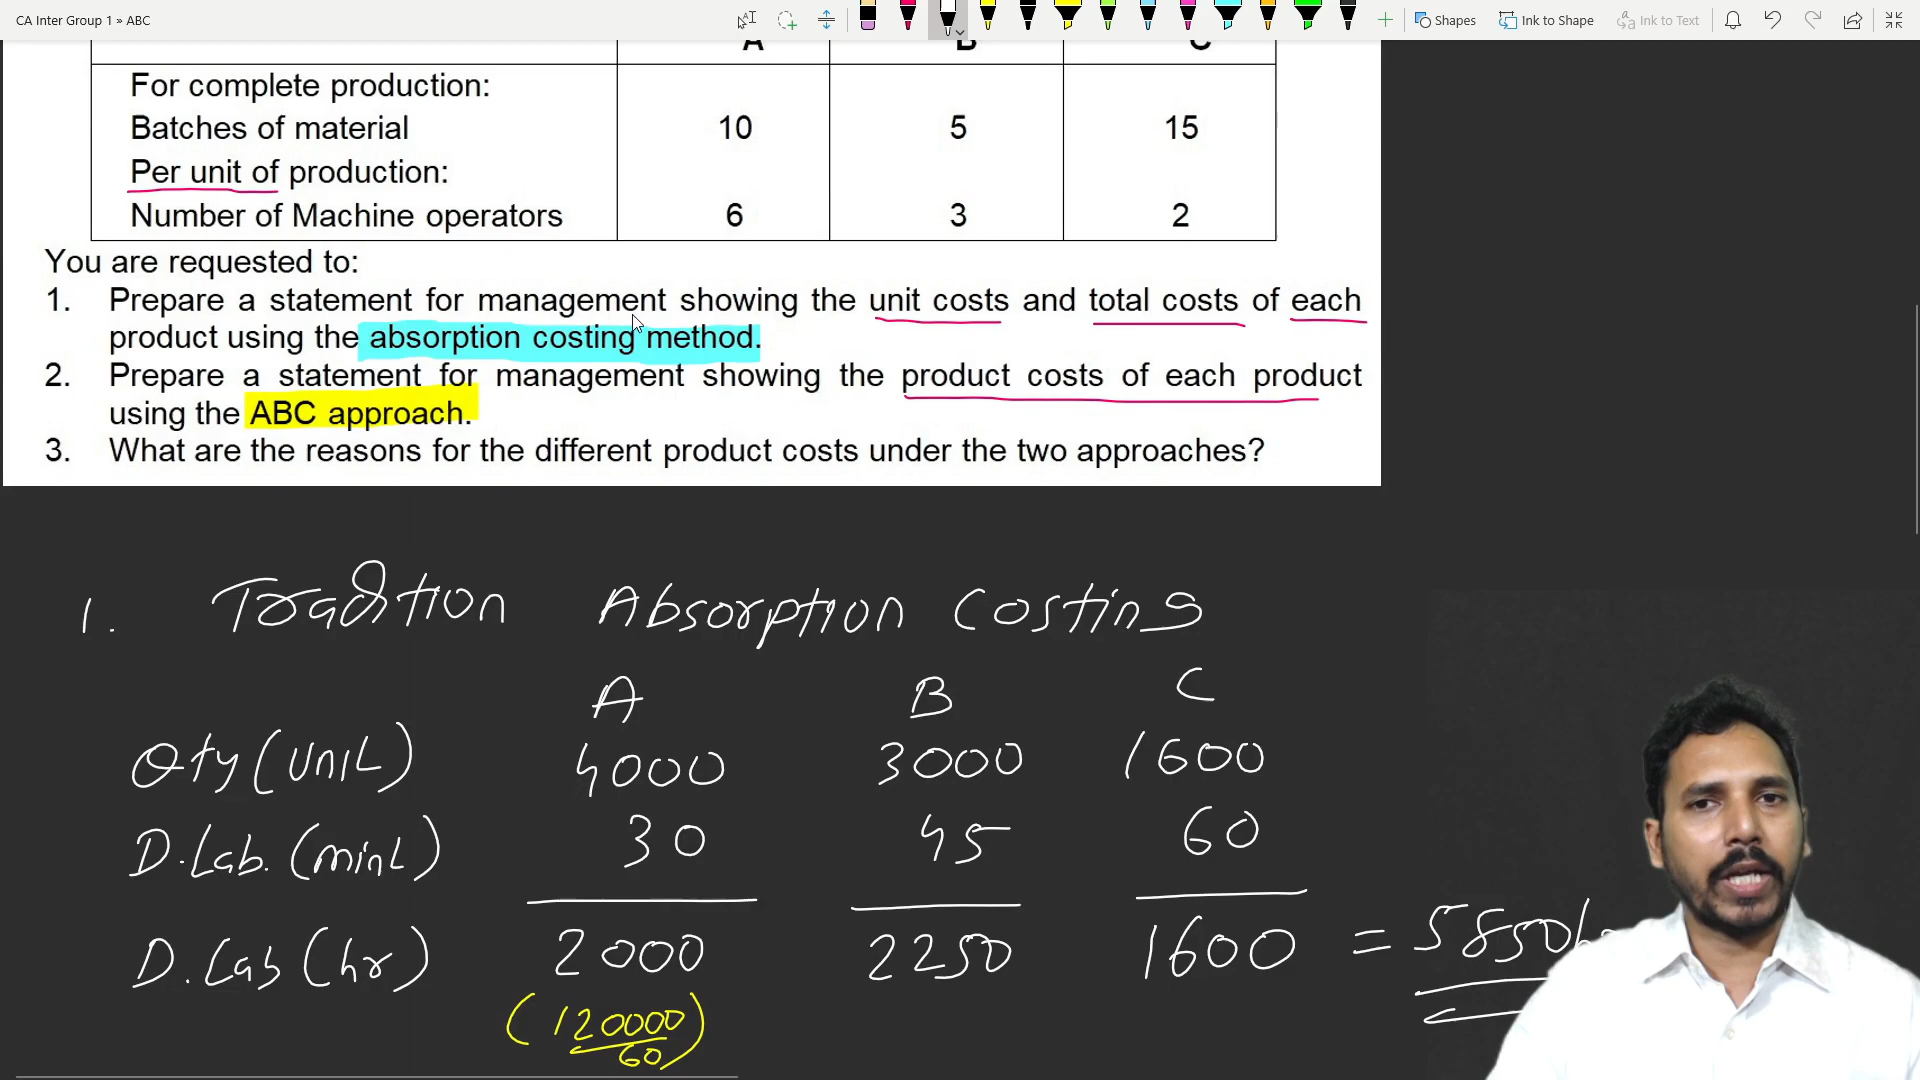 CA Inter Group 1 » ABC
Shapes Ink to Shape Ink to Text
A B C
For complete production:
Batches of material 10 5 15
Per unit of production:
Number of Machine operators 6 3 2
You are requested to:
1. Prepare a statement for management showing the unit costs and total costs of each
product using the absorption costing method.
2. Prepare a statement for management showing the product costs of each product
using the ABC approach.
3. What are the reasons for the different product costs under the two approaches?
1. Tradition Absorption Costing
A B C
Qty (Unit) 4000 3000 1600
D. Lab. (mint) 30 45 60
D. Lab (hr) 2000 2250 1600 = 5850
(120000
60)